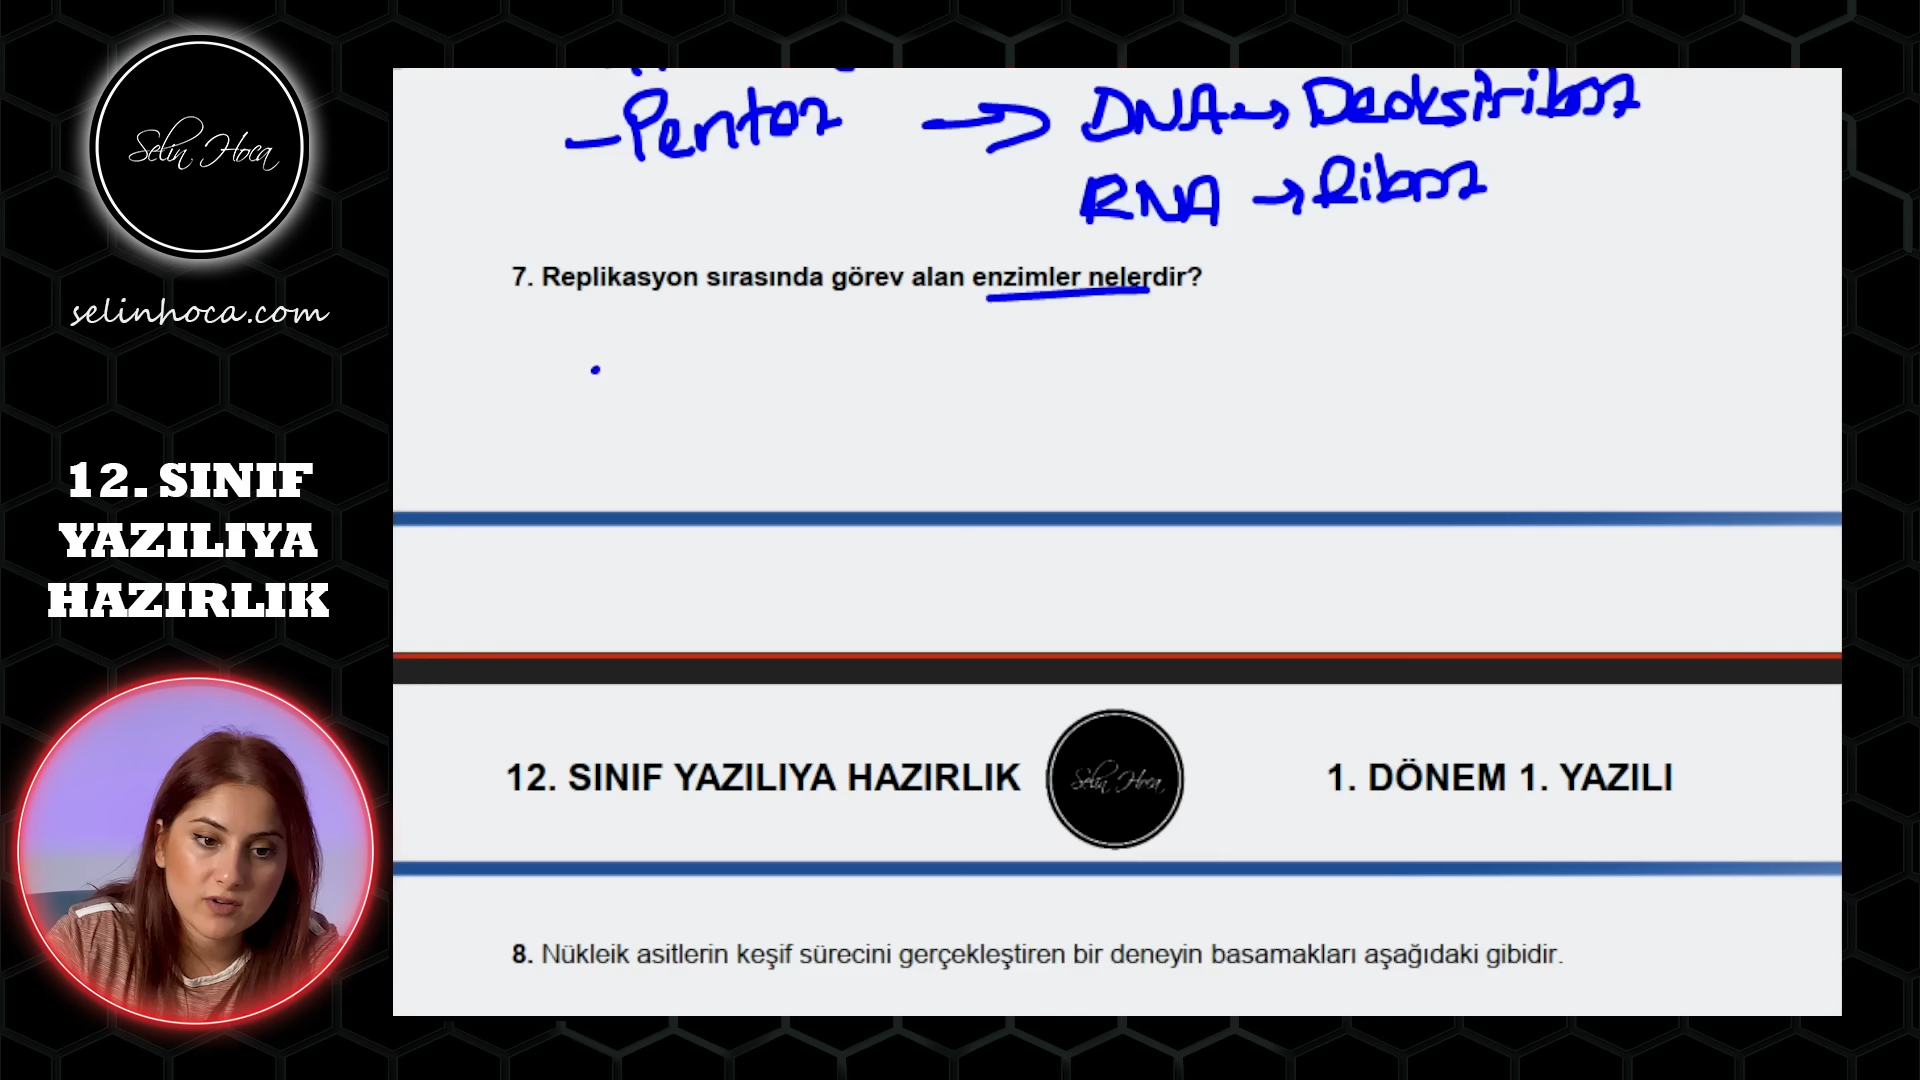 Selin Hoca
selinhoca.com
12. SINIF
YAZILIYA
HAZIRLIK
-Pentoz → DNA→ Deoksiriboz
RNA → Riboz
7. Replikasyon sırasında görev alan enzimler nelerdir?
12. SINIF YAZILIYA HAZIRLIK
Selin Hoca
1. DÖNEM 1. YAZILI
8. Nükleik asitlerin keşif sürecini gerçekleştiren bir deneyin basamakları aşağıdaki gibidir.